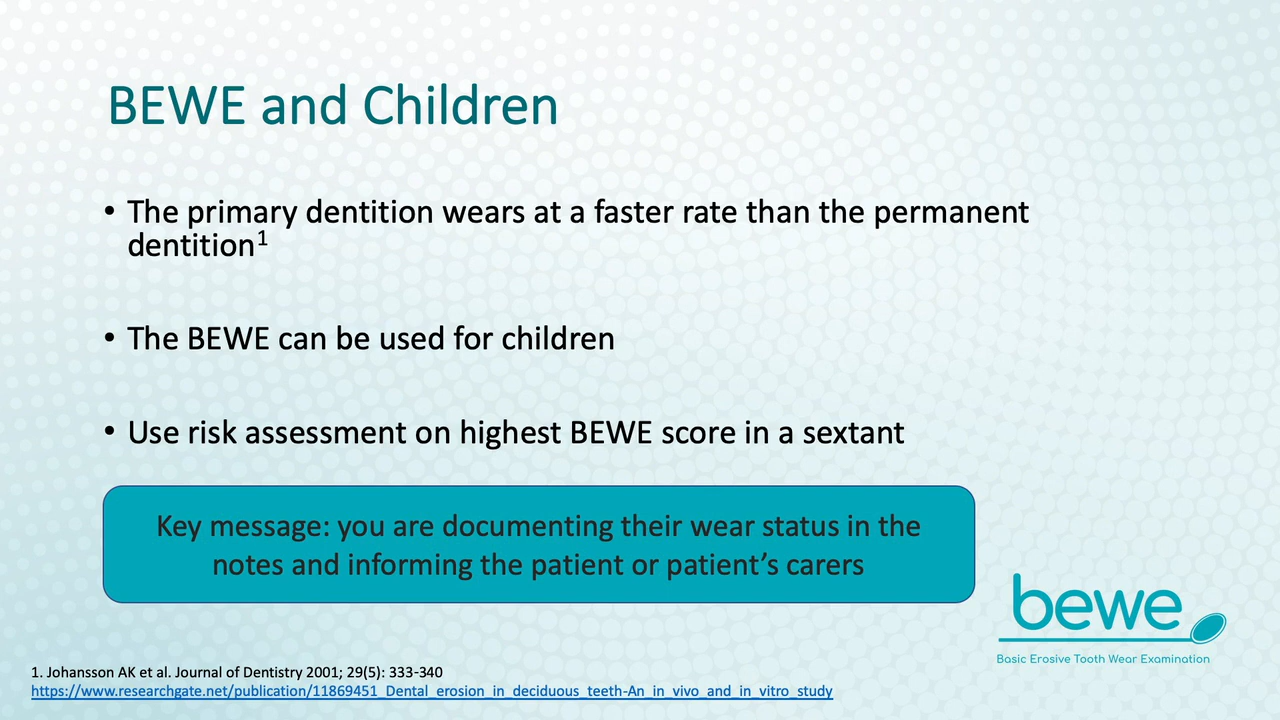 BEWE and Children
• The primary dentition wears at a faster rate than the permanent
dentition¹
• The BEWE can be used for children
• Use risk assessment on highest BEWE score in a sextant
Key message: you are documenting their wear status in the
notes and informing the patient or patient’s carers
bewe
Basic Erosive Tooth Wear Examination
1. Johansson AK et al. Journal of Dentistry 2001; 29(5): 333-340
https://www.researchgate.net/publication/11869451_Dental_erosion_in_deciduous_teeth-An_in_vivo_and_in_vitro_study